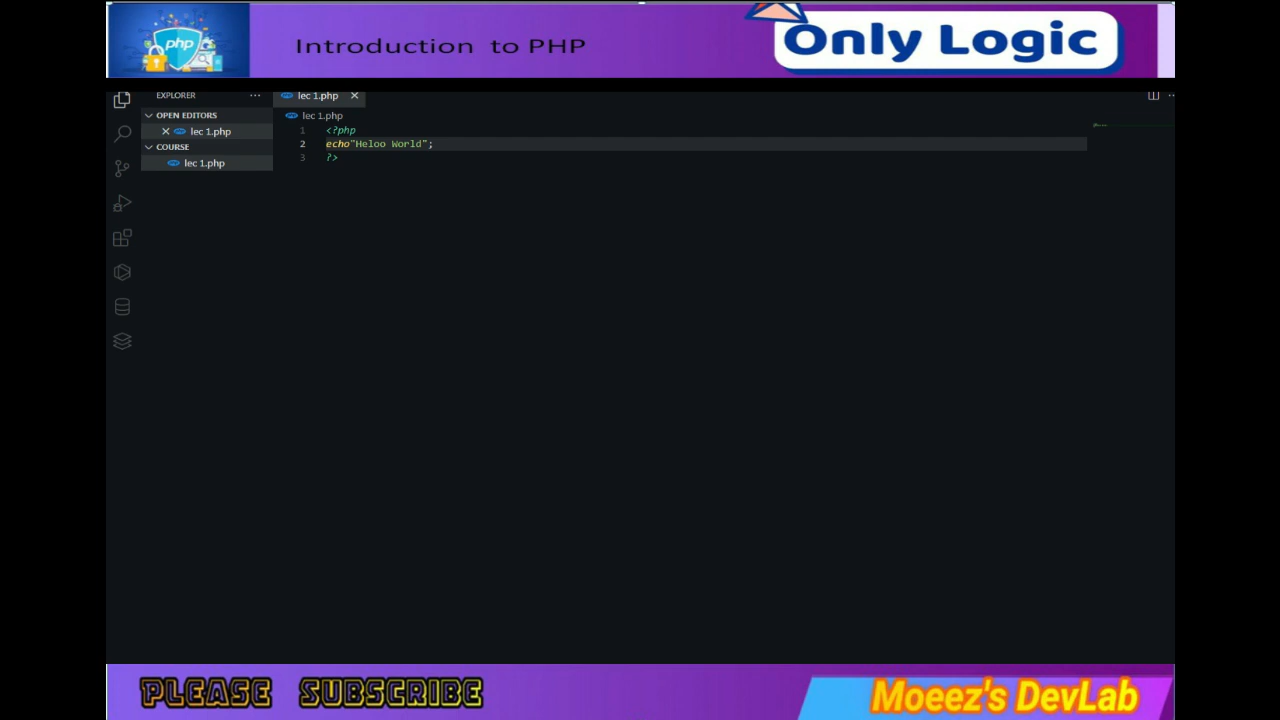 php
Introduction to PHP
Only Logic
EXPLORER ···
lec 1.php ×
OPEN EDITORS
× lec 1.php
COURSE
lec 1.php
lec 1.php
1 <?php
2 echo"Heloo World";
3 ?>
PLEASE SUBSCRIBE
Moeez's DevLab